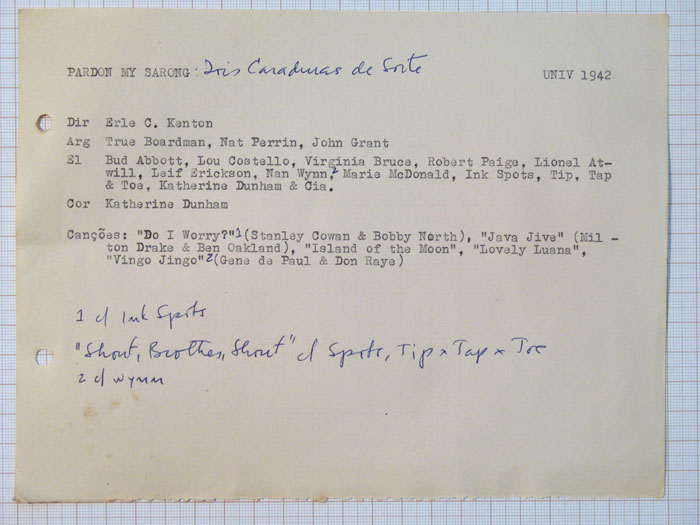 PARDON MY SARONG: Dois Caraduras de Sorte UNIV 1942
Dir Erle C. Kenton
Arg True Boardman, Nat Perrin, John Grant
El Bud Abbott, Lou Costello, Virginia Bruce, Robert Paige, Lionel At-
will, Leif Erickson, Nan Wynn,2 Marie McDonald, Ink Spots, Tip, Tap
& Toe, Katherine Dunham & Cia.
Cor Katherine Dunham
Canções: "Do I Worry?"1(Stanley Cowan & Bobby North), "Java Jive" (Mil -
ton Drake & Ben Oakland), "Island of the Moon", "Lovely Luana",
"Vingo Jingo"2(Gene de Paul & Don Raye)
1 c/ Ink Spots
"Shout, Brother, Shout" c/ Spots, Tip x Tap x Toe
2 c/ Wynn